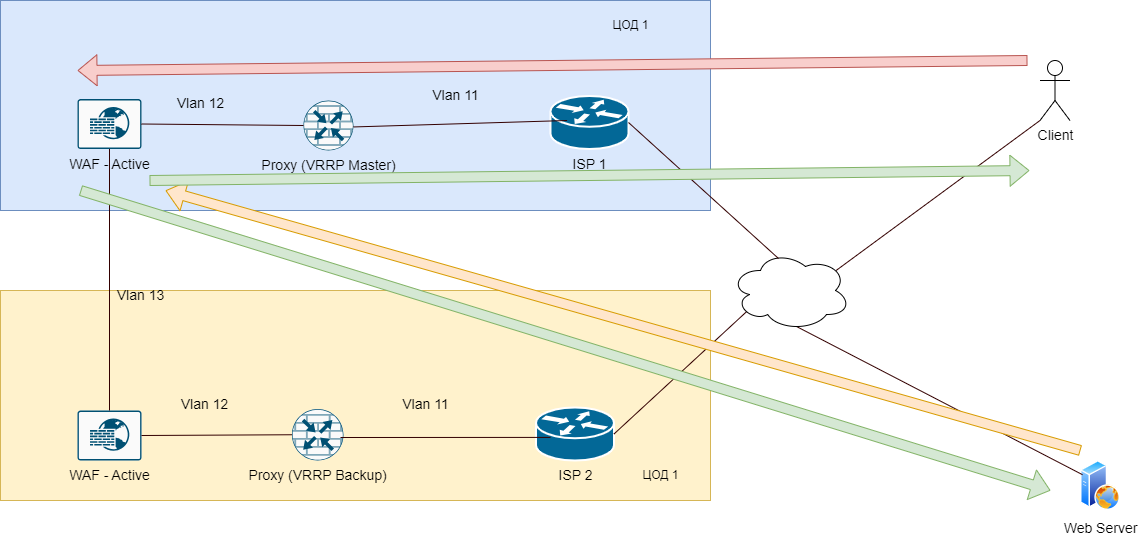 ЦОД 1
Vlan 12
Vlan 11
WAF - Active
Proxy (VRRP Master)
ISP 1
Client
Vlan 13
Vlan 12
Vlan 11
WAF - Active
Proxy (VRRP Backup)
ISP 2
ЦОД 1
Web Server